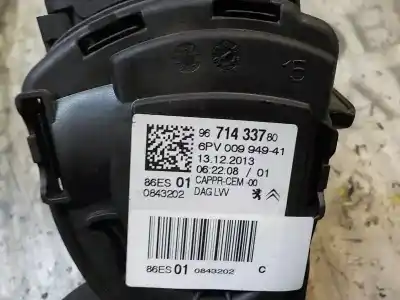 15
96 714 337 80
6PV 009 949-41
13.12.2013
06:22:08 / 01
86ES 01 CAPPR-CEM -00
0843202 DAG LVV
86ES 01 0843202 C